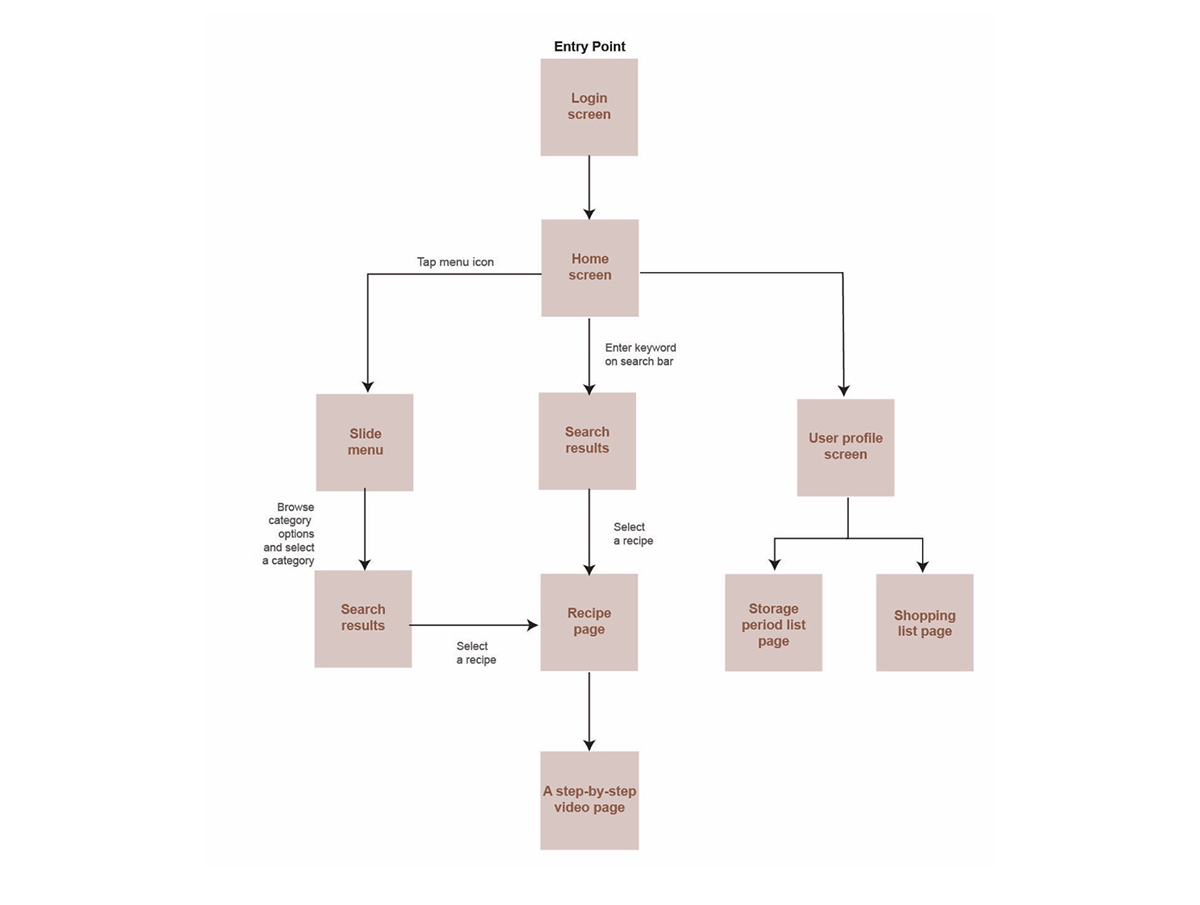 Entry Point
Login
screen
Home
screen
Tap menu icon
Enter keyword
on search bar
Slide
menu
Search
results
User profile
screen
Browse
category
options
and select
a category
Select
a recipe
Search
results
Select
a recipe
Recipe
page
Storage
period list
page
Shopping
list page
A step-by-step
video page